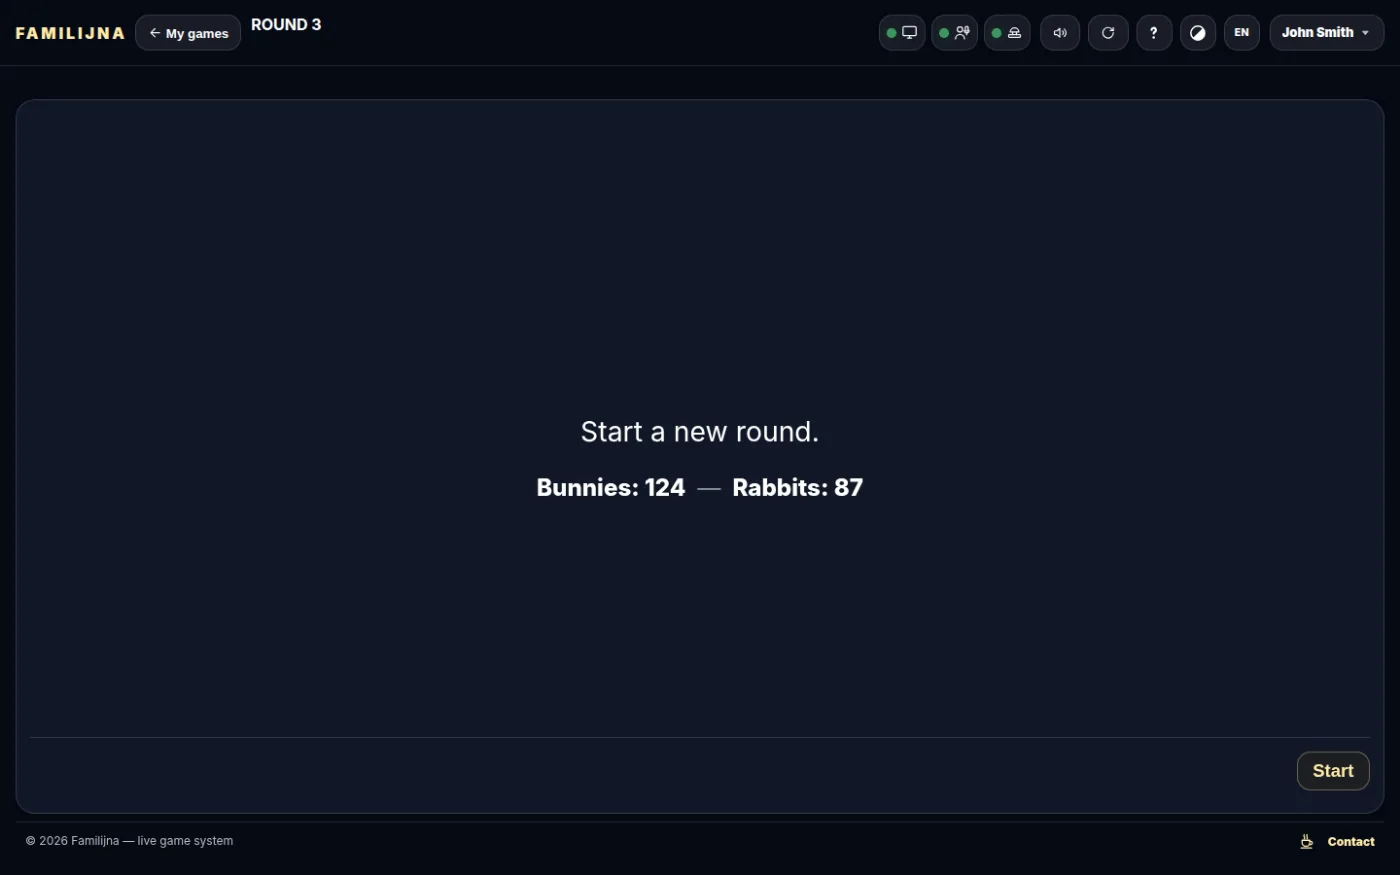 FAMILIJNA
← My games
ROUND 3
?
EN
John Smith
Start a new round.
Bunnies: 124 — Rabbits: 87
Start
© 2026 Familijna — live game system
Contact